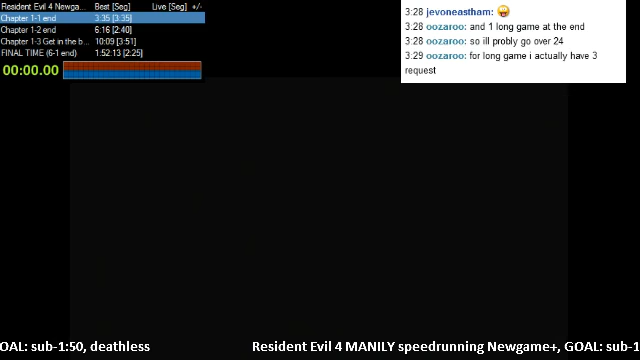 Resident Evil 4 Newga... Best [Seg] Live [Seg] +/-
Chapter 1-1 end 3:35 [3:35]
Chapter 1-2 end 6:16 [2:40]
Chapter 1-3 Get in the b... 10:09 [3:51]
FINAL TIME (6-1 end) 1:52:13 [2:25]
00:00.00
3:28 jevoneastham:
3:28 oozaroo: and 1 long game at the end
3:28 oozaroo: so ill probly go over 24
3:29 oozaroo: for long game i actually have 3
request
OAL: sub-1:50, deathless Resident Evil 4 MANILY speedrunning Newgame+, GOAL: sub-1